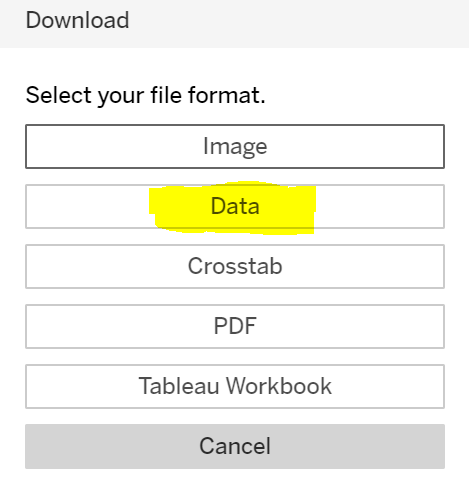 Download
Select your file format.
Image
Data
Crosstab
PDF
Tableau Workbook
Cancel